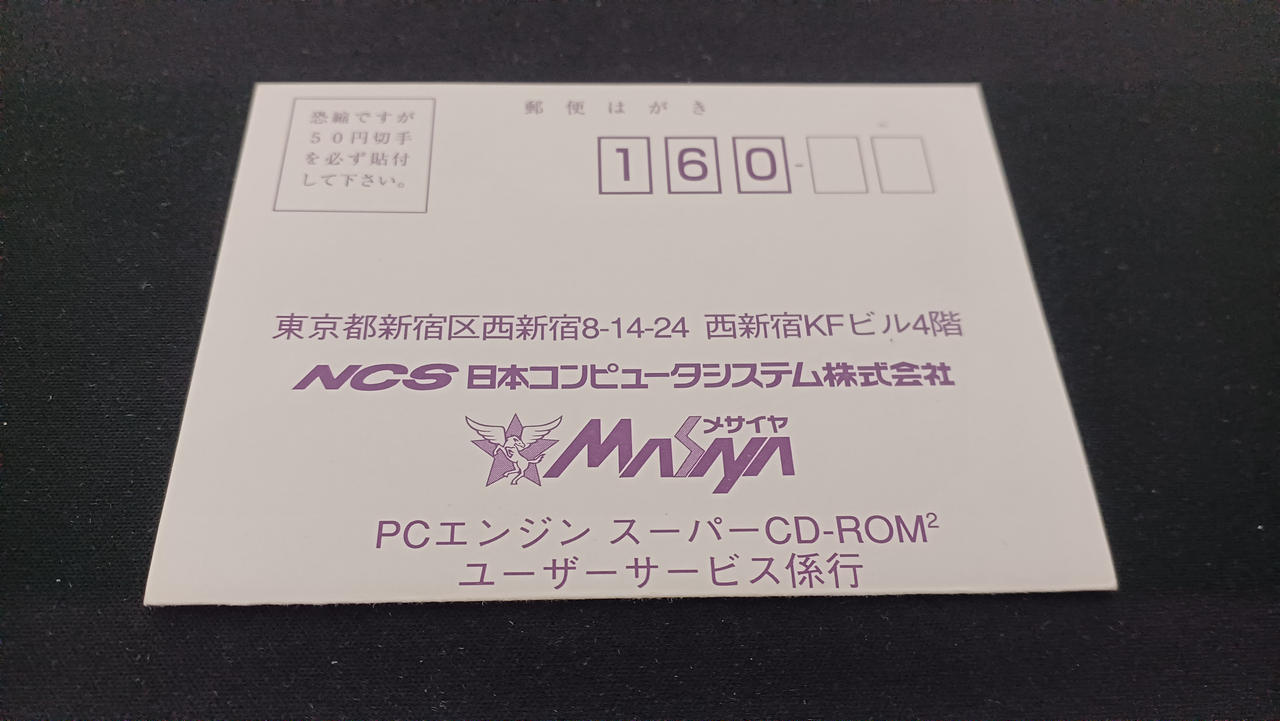 恐縮ですが
50円切手
を必ず貼付
して下さい。
郵便はがき
160-
東京都新宿区西新宿8-14-24 西新宿KFビル4階
NCS 日本コンピュータシステム株式会社
メサイヤ
MASAYA
PCエンジン スーパーCD-ROM²
ユーザーサービス係行